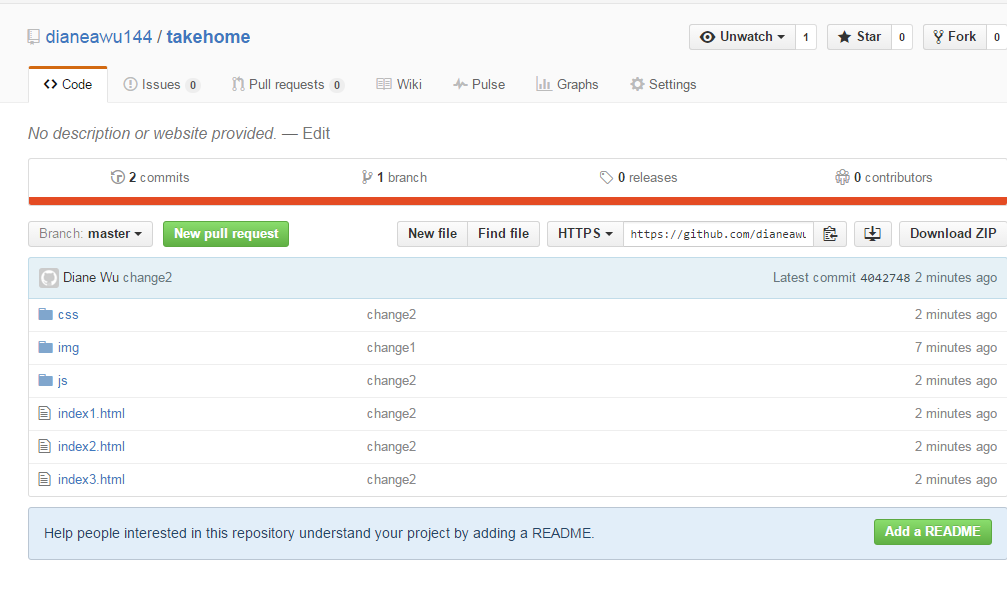 dianeawu144 / takehome
Unwatch 1 Star 0 Fork 0
Code Issues 0 Pull requests 0 Wiki Pulse Graphs Settings
No description or website provided. — Edit
2 commits 1 branch 0 releases 0 contributors
Branch: master New pull request New file Find file HTTPS https://github.com/dianeawu Download ZIP
Diane Wu change2 Latest commit 4042748 2 minutes ago
css change2 2 minutes ago
img change1 7 minutes ago
js change2 2 minutes ago
index1.html change2 2 minutes ago
index2.html change2 2 minutes ago
index3.html change2 2 minutes ago
Help people interested in this repository understand your project by adding a README. Add a README